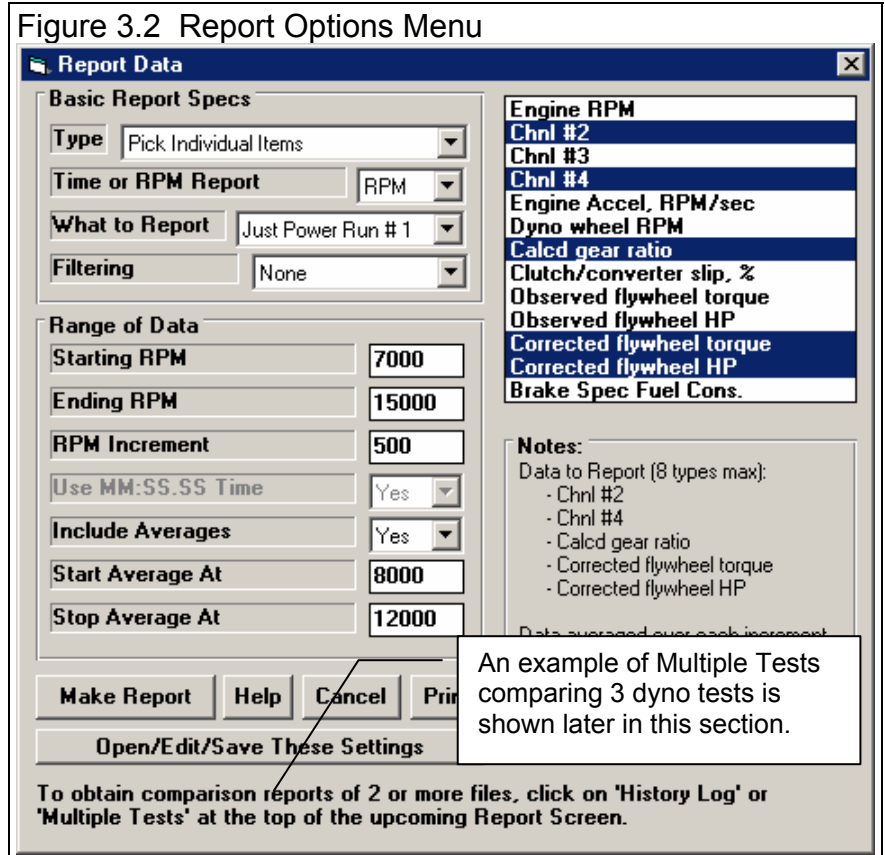 Figure 3.2  Report Options Menu
Report Data
Basic Report Specs
Type Pick Individual Items
Time or RPM Report RPM
What to Report Just Power Run # 1
Filtering None
Range of Data
Starting RPM 7000
Ending RPM 15000
RPM Increment 500
Use MM:SS.SS Time Yes
Include Averages Yes
Start Average At 8000
Stop Average At 12000
Make Report Help Cancel
Open/Edit/Save These Settings
Engine RPM
Chnl #2
Chnl #3
Chnl #4
Engine Accel, RPM/sec
Dyno wheel RPM
Calcd gear ratio
Clutch/converter slip, %
Observed flywheel torque
Observed flywheel HP
Corrected flywheel torque
Corrected flywheel HP
Brake Spec Fuel Cons.
Notes:
Data to Report (8 types max):
- Chnl #2
- Chnl #4
- Calcd gear ratio
- Corrected flywheel torque
- Corrected flywheel HP
Data averaged over each increment
An example of Multiple Tests
comparing 3 dyno tests is
shown later in this section.
To obtain comparison reports of 2 or more files, click on 'History Log' or
'Multiple Tests' at the top of the upcoming Report Screen.